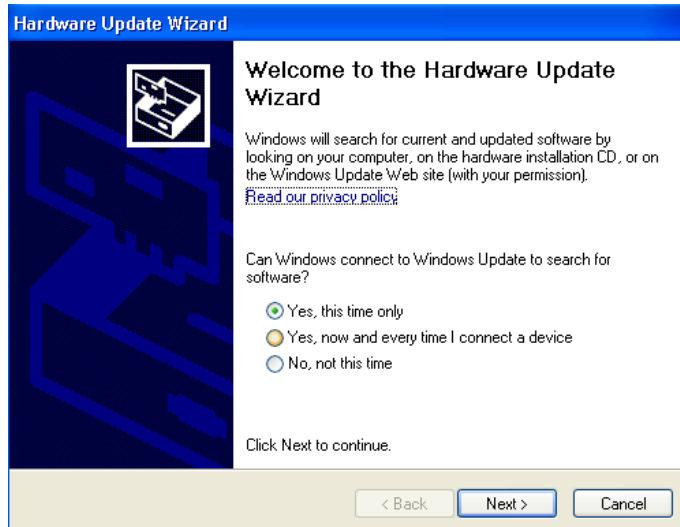 Hardware Update Wizard
Welcome to the Hardware Update
Wizard
Windows will search for current and updated software by
looking on your computer, on the hardware installation CD, or on
the Windows Update Web site (with your permission).
Read our privacy policy
Can Windows connect to Windows Update to search for
software?
Yes, this time only
Yes, now and every time I connect a device
No, not this time
Click Next to continue.
< Back Next > Cancel